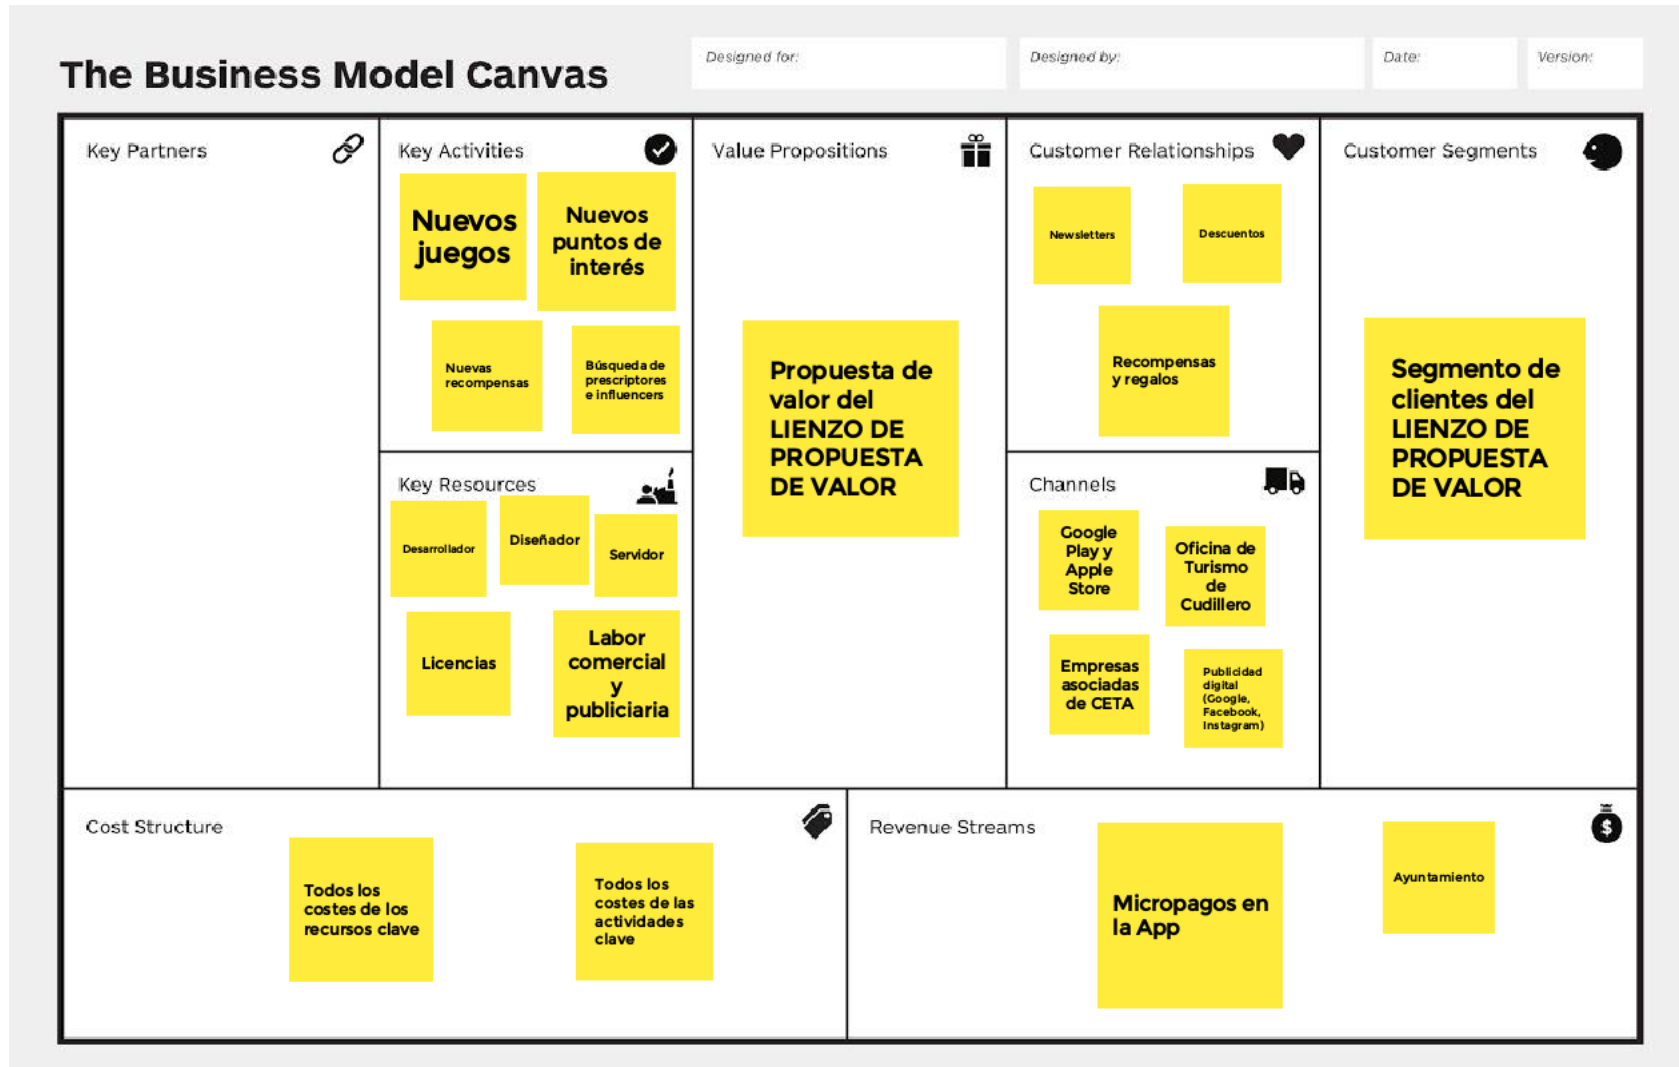 The Business Model Canvas
Designed for:
Designed by:
Date:
Version:
Key Partners
Key Activities
Nuevos
juegos
Nuevos
puntos de
interés
Nuevas
recompensas
Búsqueda de
prescriptores
e influencers
Key Resources
Desarrollador
Diseñador
Servidor
Licencias
Labor
comercial
y
publiciaria
Value Propositions
Propuesta de
valor del
LIENZO DE
PROPUESTA
DE VALOR
Customer Relationships
Newsletters
Descuentos
Recompensas
y regalos
Channels
Google
Play y
Apple
Store
Oficina de
Turismo
de
Cudillero
Empresas
asociadas
de CETA
Publicidad
digital
(Google,
Facebook,
Instagram)
Customer Segments
Segmento de
clientes del
LIENZO DE
PROPUESTA
DE VALOR
Cost Structure
Todos los
costes de los
recursos clave
Todos los
costes de las
actividades
clave
Revenue Streams
Micropagos en
la App
Ayuntamiento
$